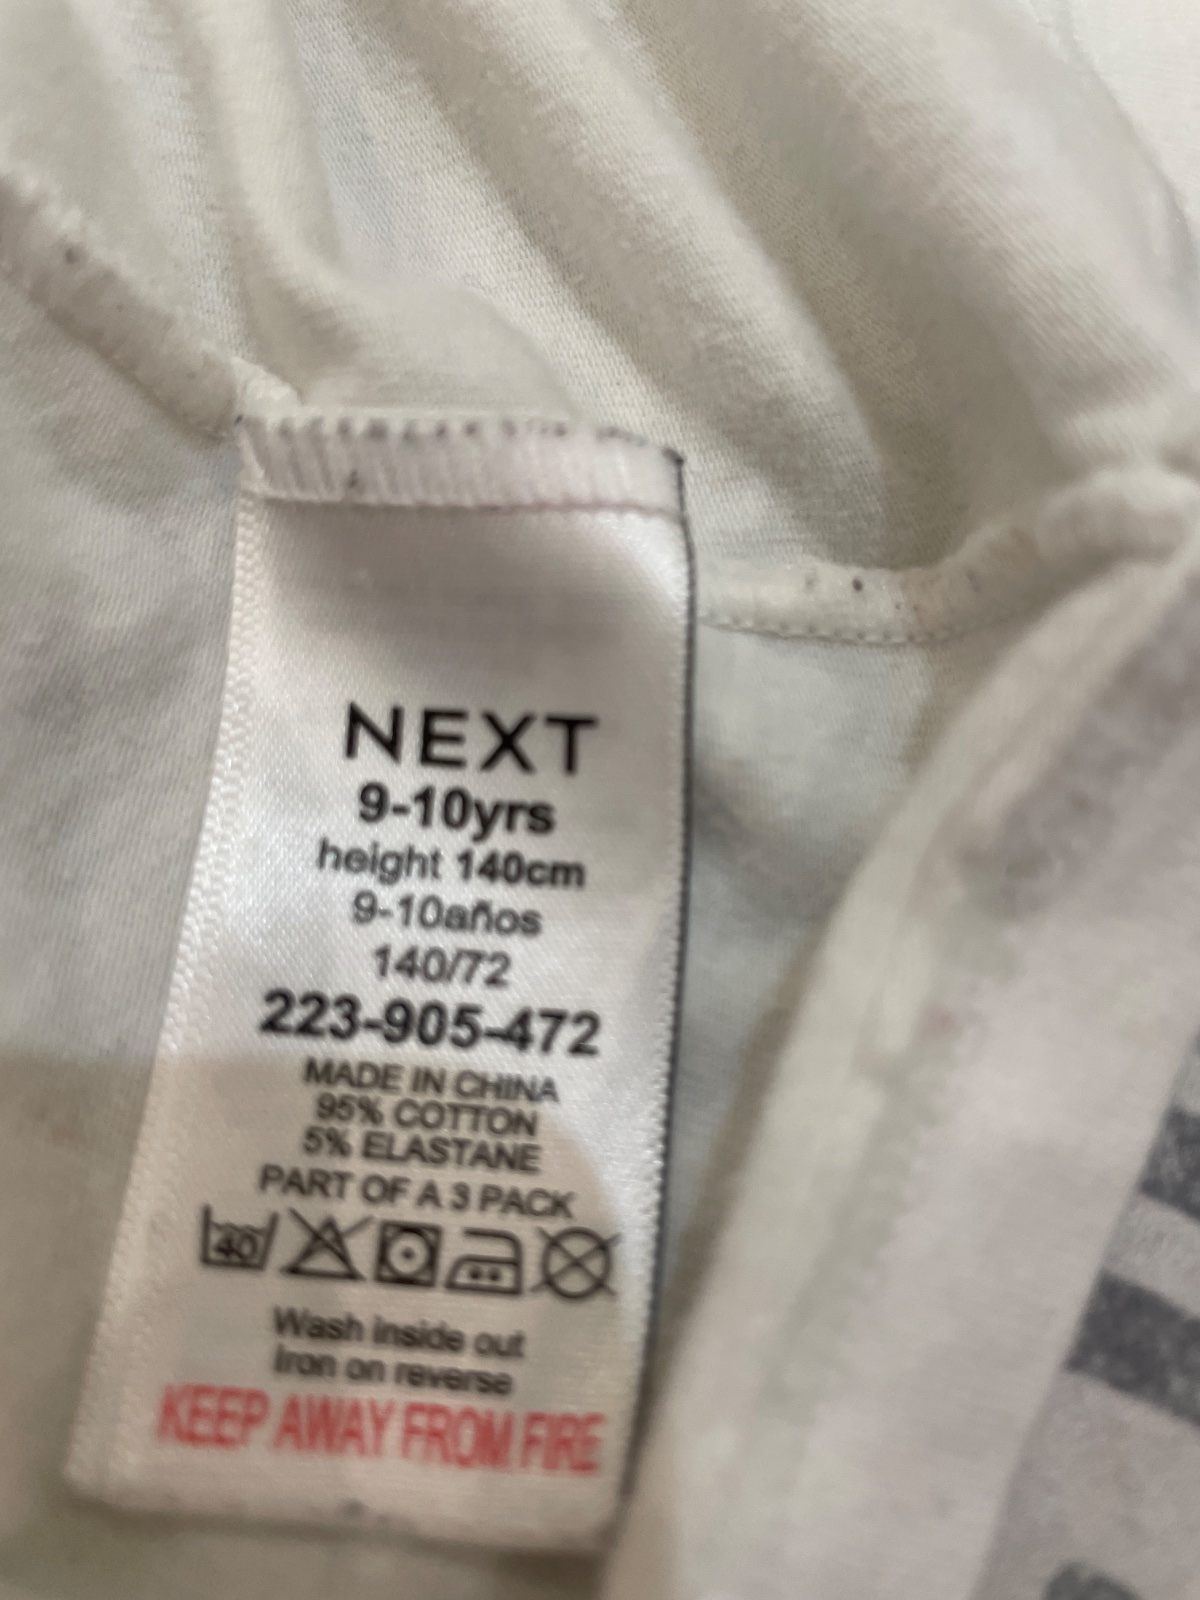 NEXT
9-10yrs
height 140cm
9-10años
140/72
223-905-472
MADE IN CHINA
95% COTTON
5% ELASTANE
PART OF A 3 PACK
40
Wash inside out
Iron on reverse
KEEP AWAY FROM FIRE